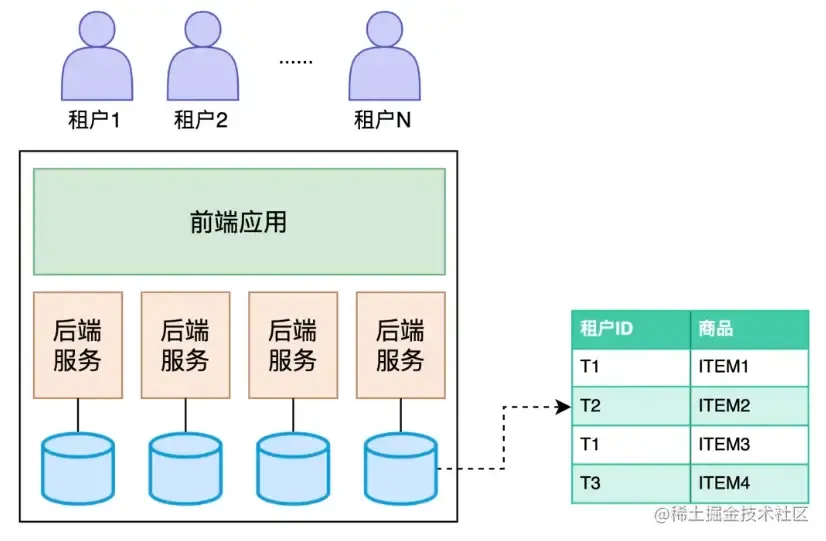 租户1
租户2
......
租户N
前端应用
后端
服务
后端
服务
后端
服务
后端
服务
租户ID 商品
T1 ITEM1
T2 ITEM2
T1 ITEM3
T3 ITEM4
@稀土掘金技术社区